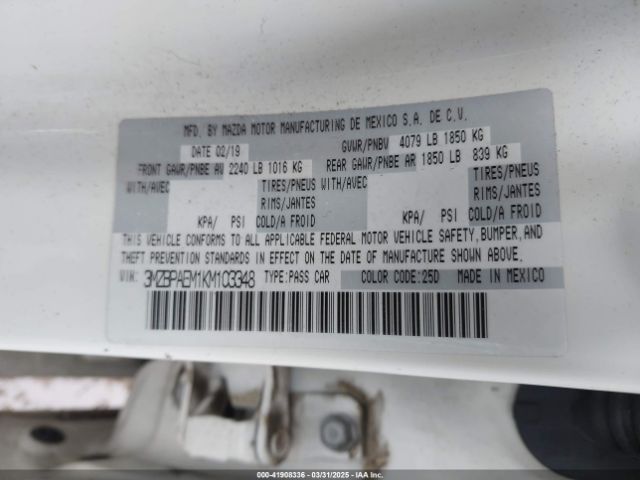 MFD. BY MAZDA MOTOR MANUFACTURING DE MEXICO S.A. DE C.V.
DATE 02/19 GVWR/PNBV 4079 LB 1850 KG
FRONT GAWR/PNBE AV 2240 LB 1016 KG REAR GAWR/PNBE AR 1850 LB 839 KG
WITH/AVEC TIRES/PNEUS WITH/AVEC TIRES/PNEUS
RIMS/JANTES RIMS/JANTES
KPA/ PSI COLD/A FROID KPA/ PSI COLD/A FROID
THIS VEHICLE CONFORMS TO ALL APPLICABLE FEDERAL MOTOR VEHICLE SAFETY, BUMPER, AND
THEFT PREVENTION STANDARDS IN EFFECT ON THE DATE OF MANUFACTURE SHOWN ABOVE.
VIN: 3MZBPAEM1KM103348 TYPE:PASS CAR COLOR CODE:25D MADE IN MEXICO
000-41908336 - 03/31/2025 - Copyright IAA, Inc. All Rights Reserved.